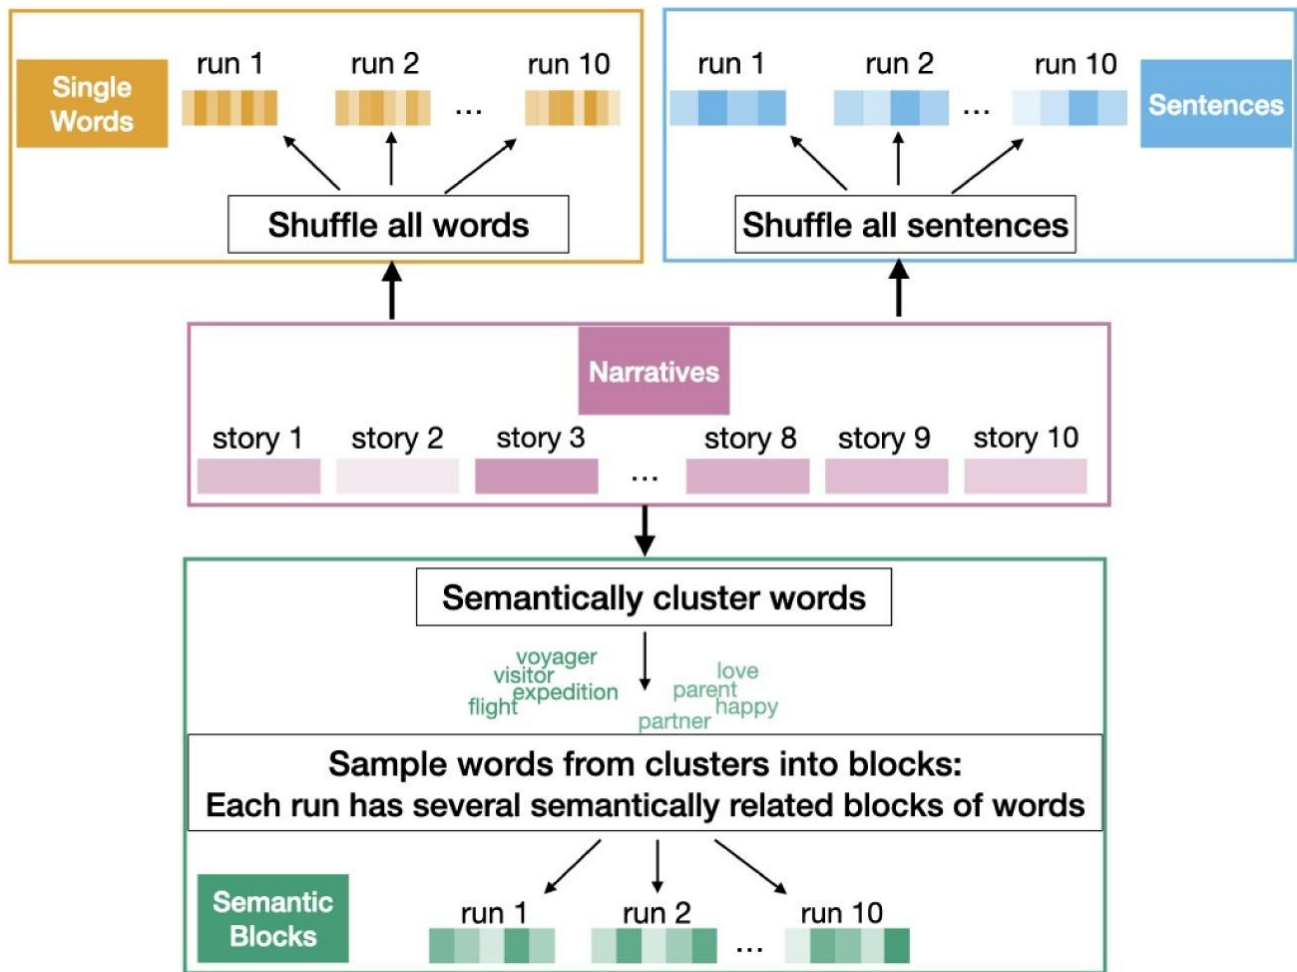 Single
Words
run 1
run 2
run 10
...
Shuffle all words
run 1
run 2
run 10
...
Sentences
Shuffle all sentences
Narratives
story 1
story 2
story 3
...
story 8
story 9
story 10
Semantically cluster words
voyager
visitor
expedition
flight
love
parent
happy
partner
Sample words from clusters into blocks:
Each run has several semantically related blocks of words
Semantic
Blocks
run 1
run 2
...
run 10